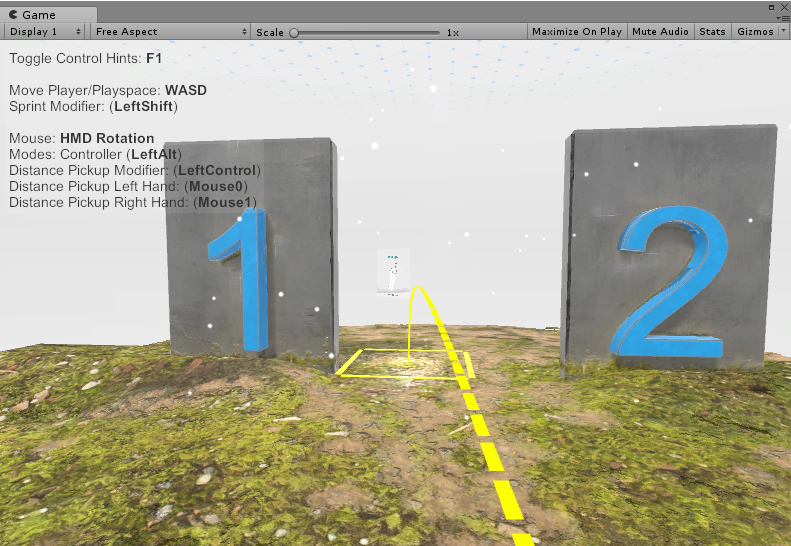 Game
Display 1
Free Aspect
Scale
1x
Maximize On Play
Mute Audio
Stats
Gizmos
Toggle Control Hints: F1
Move Player/Playspace: WASD
Sprint Modifier: (LeftShift)
Mouse: HMD Rotation
Modes: Controller (LeftAlt)
Distance Pickup Modifier: (LeftControl)
Distance Pickup Left Hand: (Mouse0)
Distance Pickup Right Hand: (Mouse1)
1
2